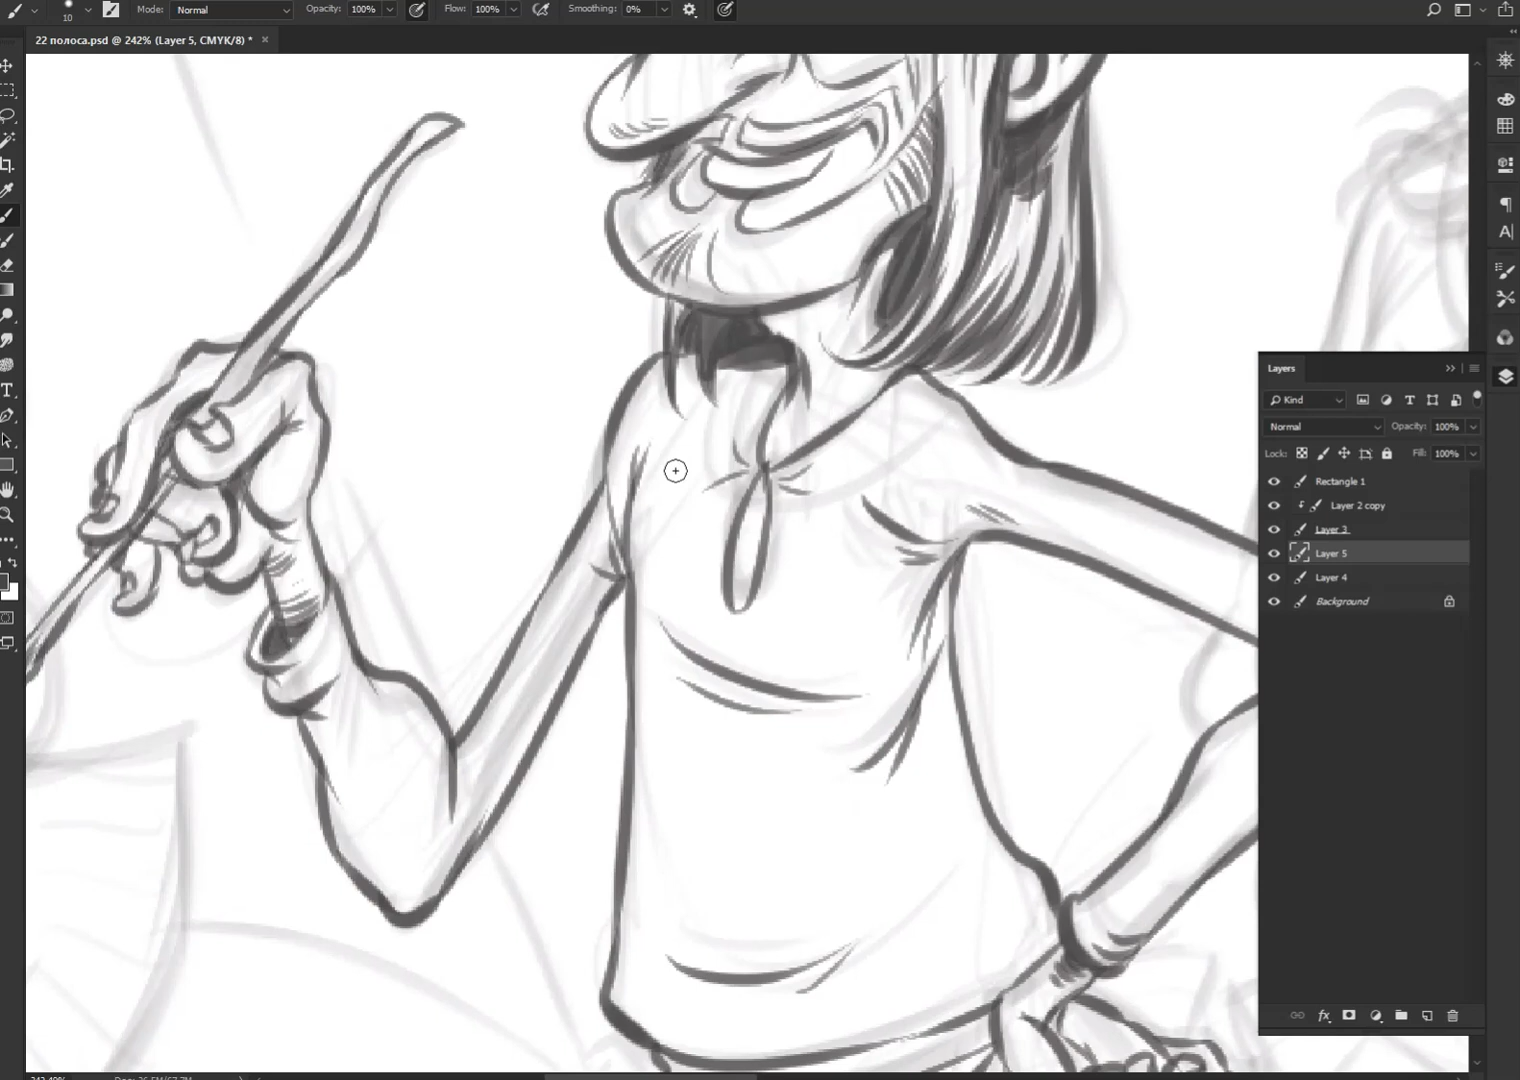 Mode: Normal Opacity: 100% Flow: 100% Smoothing: 0%
10
22 полоса.psd @ 242% (Layer 5, CMYK/8) *
Layers
Kind
Normal Opacity: 100%
Lock: Fill: 100%
Rectangle 1
Layer 2 copy
Layer 3
Layer 5
Layer 4
Background